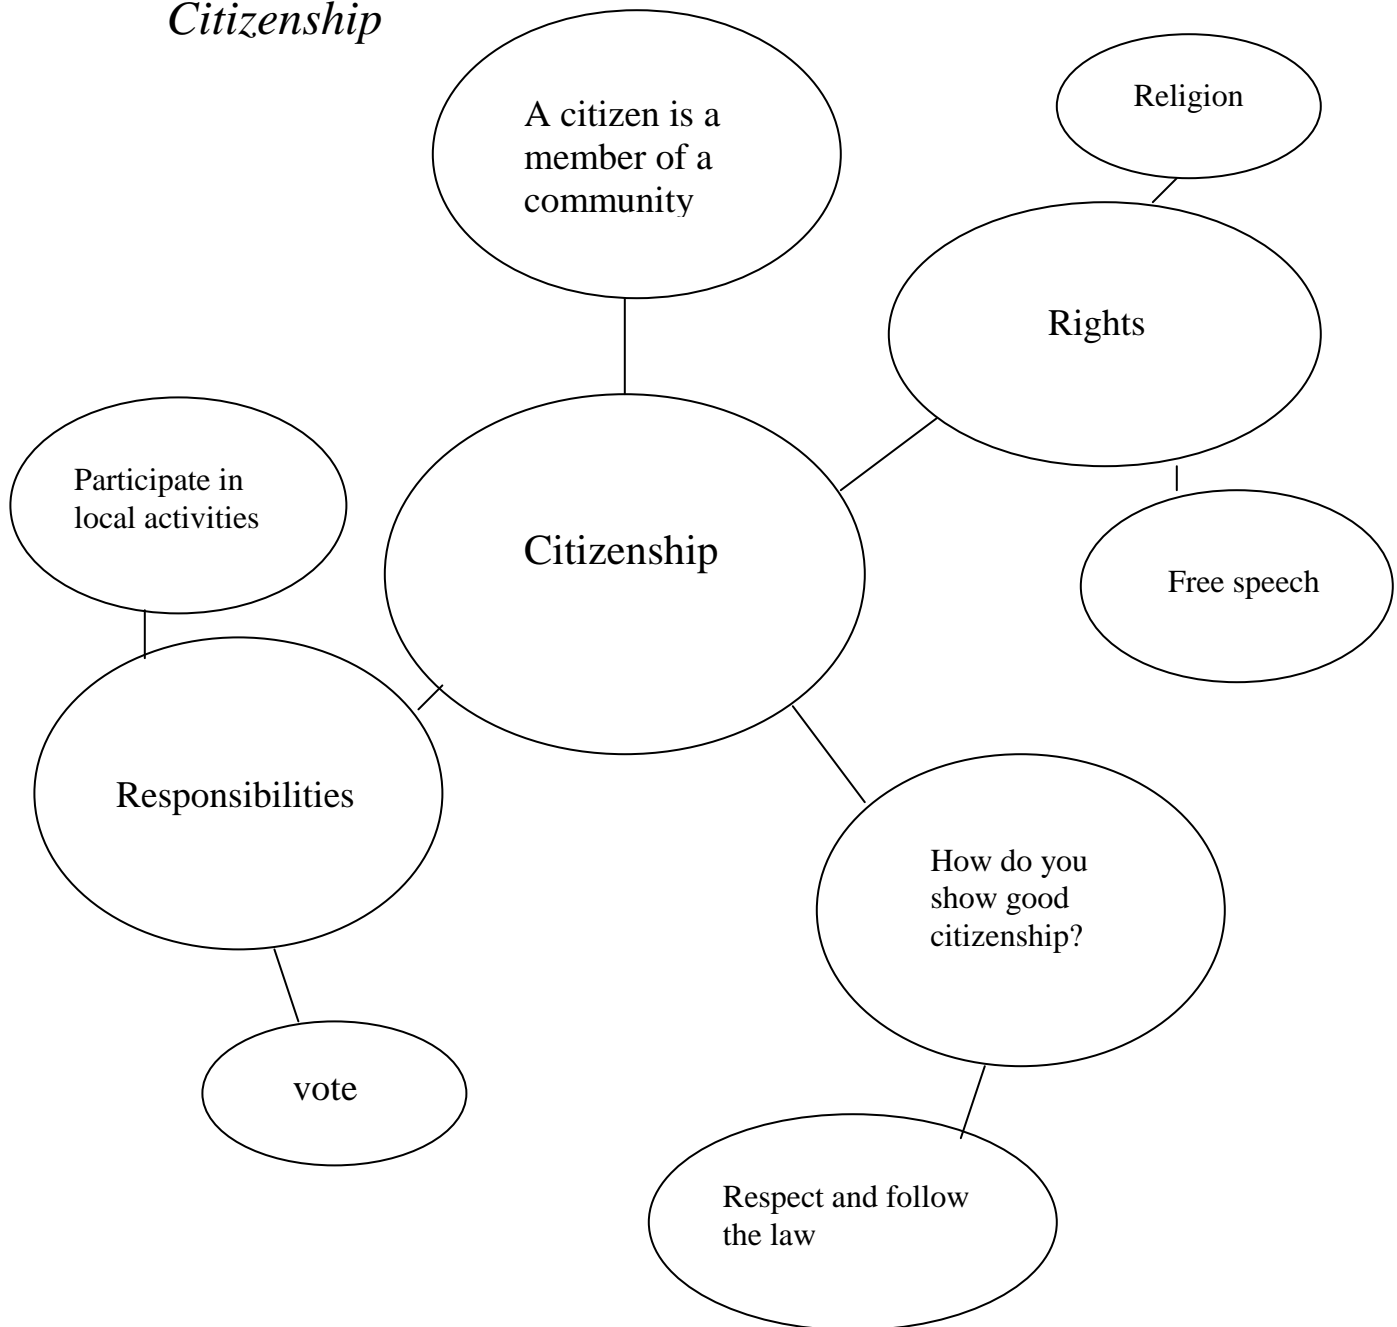 Citizenship
A citizen is a
member of a
community
Religion
Rights
Participate in
local activities
Citizenship
Free speech
Responsibilities
How do you
show good
citizenship?
vote
Respect and follow
the law